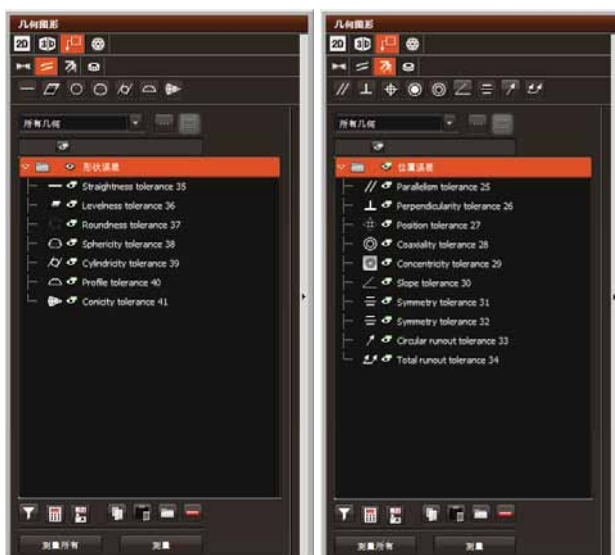 几何图形
2D 3D
所有几何
形状误差
Straightness tolerance 35
Levelness tolerance 36
Roundness tolerance 37
Sphericity tolerance 38
Cylindricity tolerance 39
Profile tolerance 40
Conicity tolerance 41
测量所有 测量
几何图形
2D 3D
所有几何
位置误差
Parallelism tolerance 25
Perpendicularity tolerance 26
Position tolerance 27
Coaxiality tolerance 28
Concentricity tolerance 29
Slope tolerance 30
Symmetry tolerance 31
Symmetry tolerance 32
Circular runout tolerance 33
Total runout tolerance 34
测量所有 测量